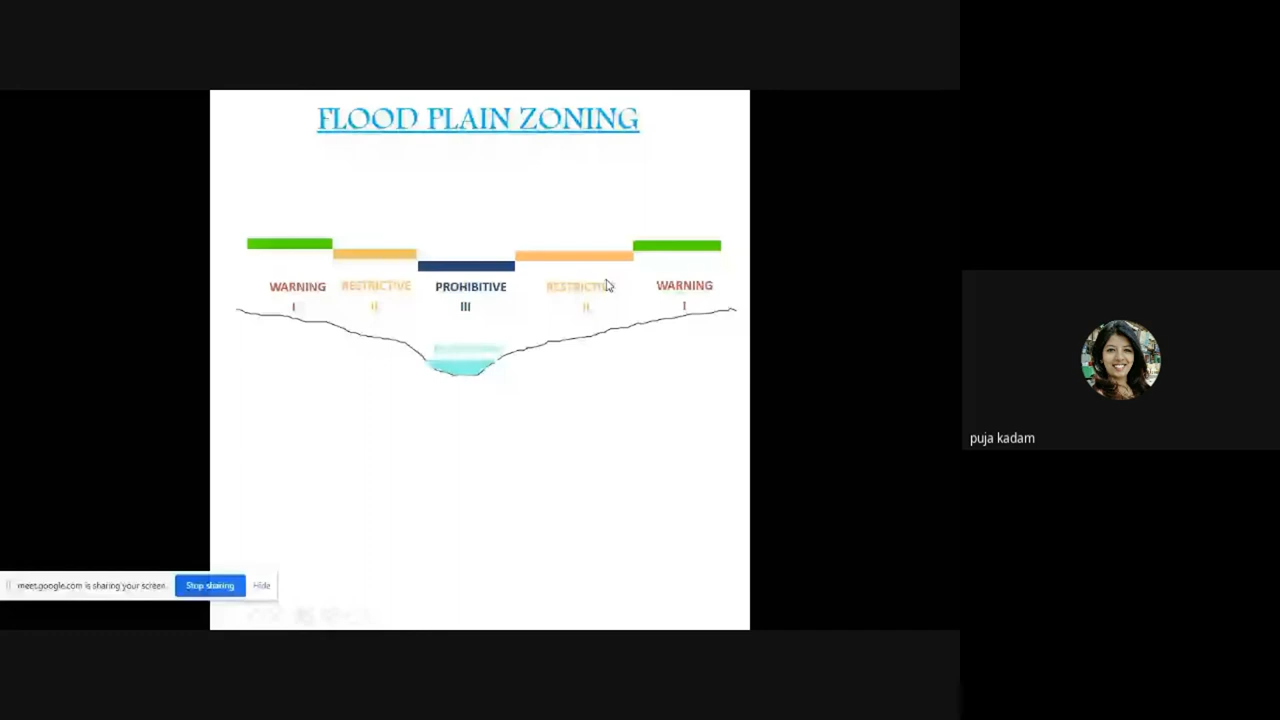 FLOOD PLAIN ZONING
WARNING RESTRICTIVE PROHIBITIVE WARNING
I II III II I
puja kadam
meet.google.com is sharing your screen. Stop sharing Hide